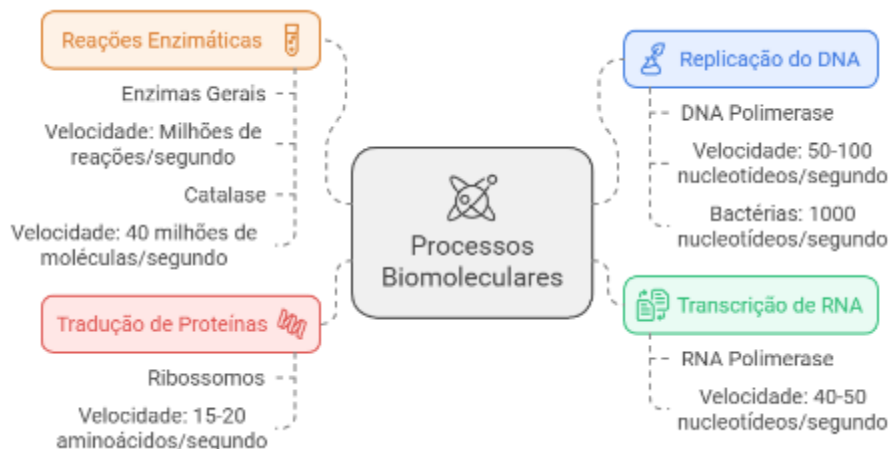 Reações Enzimáticas
Enzimas Gerais
Velocidade: Milhões de
reações/segundo
Catalase
Velocidade: 40 milhões de
moléculas/segundo
Tradução de Proteínas
Ribossomos
Velocidade: 15-20
aminoácidos/segundo
Processos
Biomoleculares
Replicação do DNA
DNA Polimerase
Velocidade: 50-100
nucleotídeos/segundo
Bactérias: 1000
nucleotídeos/segundo
Transcrição de RNA
RNA Polimerase
Velocidade: 40-50
nucleotídeos/segundo